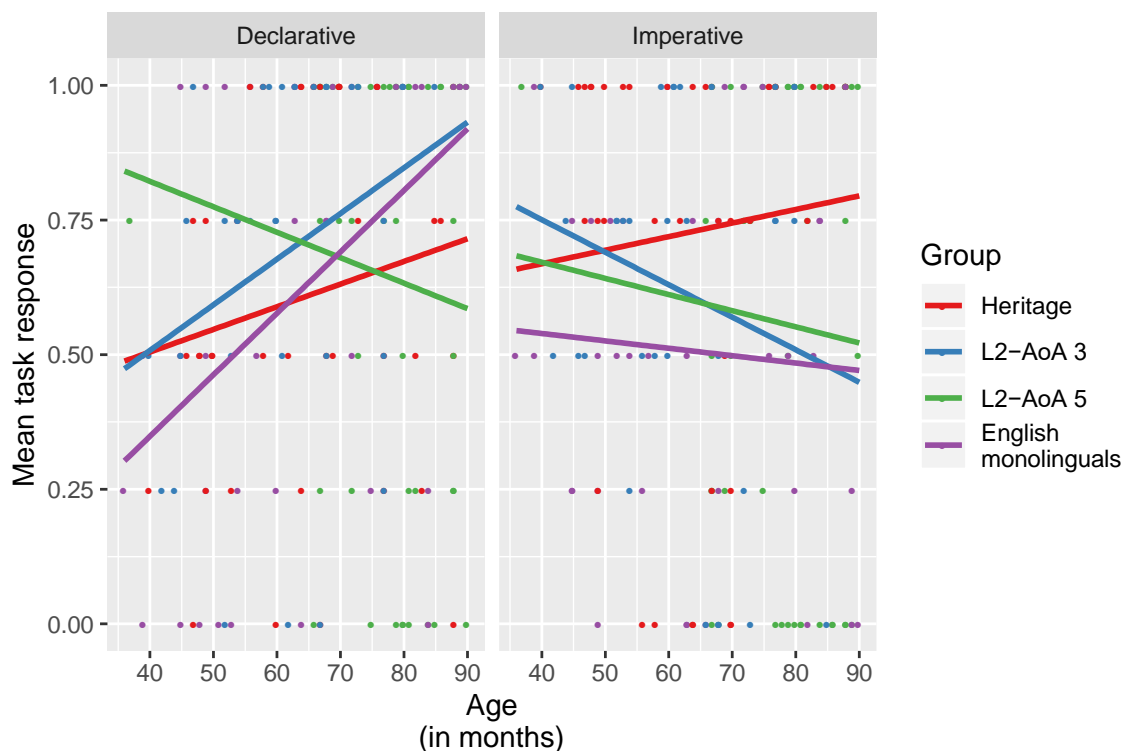 Declarative
Imperative
Mean task response
1.00
0.75
0.50
0.25
0.00
40 50 60 70 80 90
40 50 60 70 80 90
Age
(in months)
Group
Heritage
L2−AoA 3
L2−AoA 5
English
monolinguals